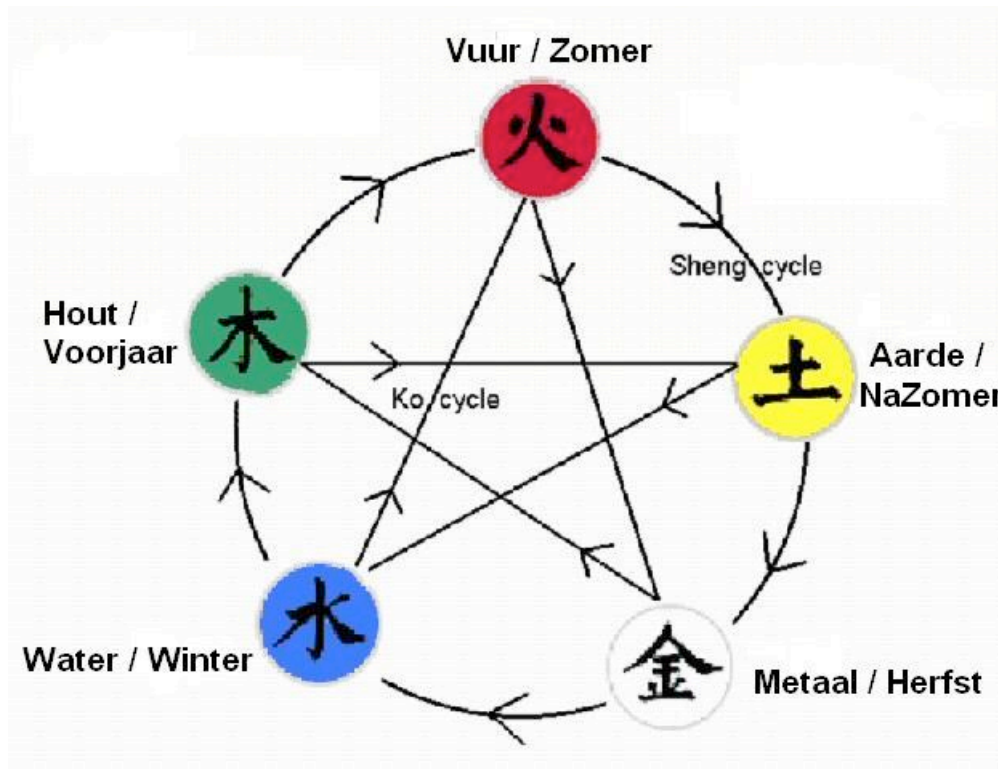 Vuur / Zomer
火
Sheng cycle
Hout /
Voorjaar
木
土
Aarde /
NaZomer
Ko cycle
水
Water / Winter
金
Metaal / Herfst